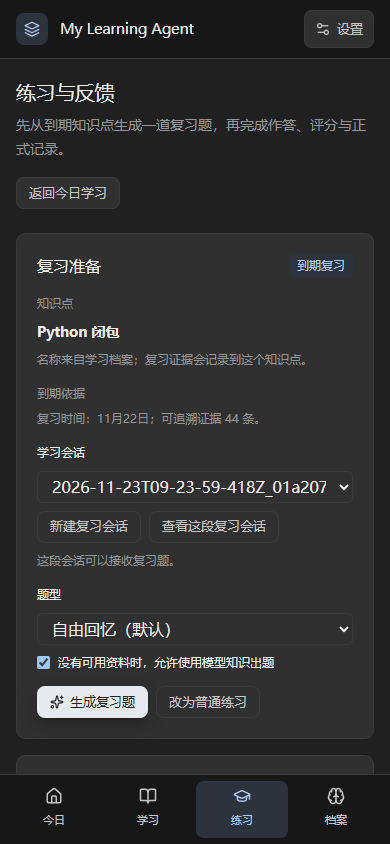 My Learning Agent
设置
练习与反馈
先从到期知识点生成一道复习题，再完成作答、评分与正
式记录。
返回今日学习
复习准备
到期复习
知识点
Python 闭包
名称来自学习档案；复习证据会记录到这个知识点。
到期依据
复习时间：11月22日；可追溯证据 44 条。
学习会话
2026-11-23T09-23-59-418Z_01a207
新建复习会话
查看这段复习会话
这段会话可以接收复习题。
题型
自由回忆（默认）
没有可用资料时，允许使用模型知识出题
生成复习题
改为普通练习
今日
学习
练习
档案